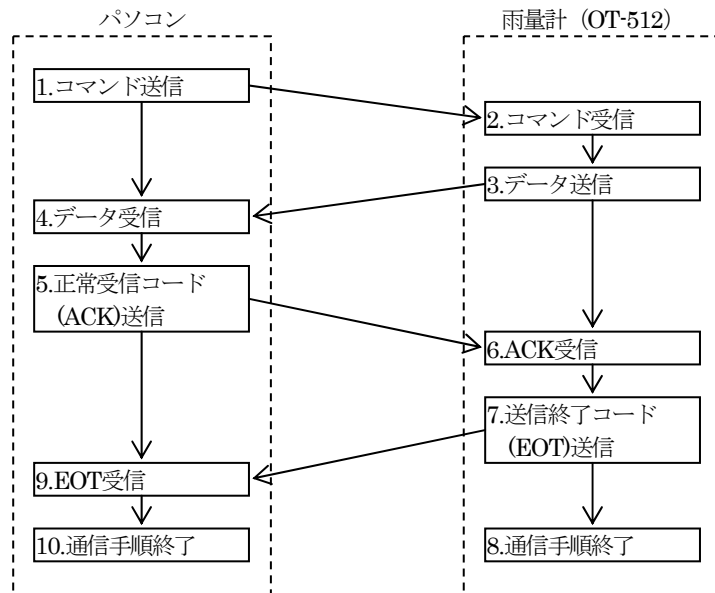 パソコン
雨量計（OT-512）
1.コマンド送信
2.コマンド受信
3.データ送信
4.データ受信
5.正常受信コード
(ACK)送信
6.ACK受信
7.送信終了コード
(EOT)送信
9.EOT受信
10.通信手順終了
8.通信手順終了